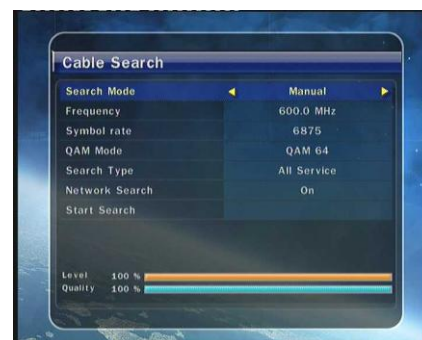 Cable Search
Search Mode Manual
Frequency 600.0 MHz
Symbol rate 6875
QAM Mode QAM 64
Search Type All Service
Network Search On
Start Search
Level 100 %
Quality 100 %